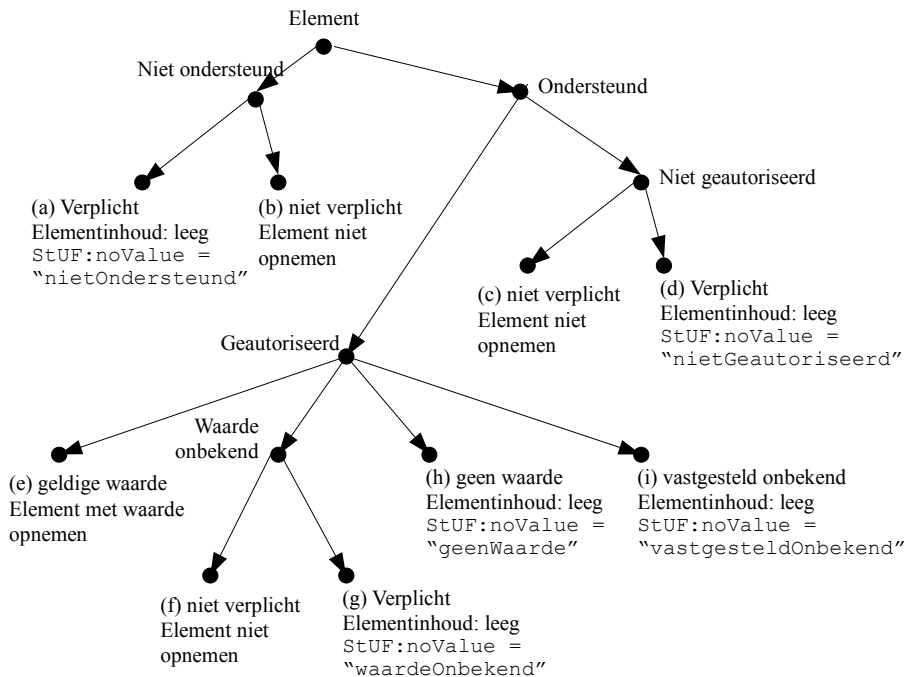 Element
Niet ondersteund
Ondersteund
Niet geautoriseerd
(a) Verplicht
Elementinhoud: leeg
StUF:noValue =
“nietOndersteund”
(b) niet verplicht
Element niet
opnemen
(c) niet verplicht
Element niet
opnemen
(d) Verplicht
Elementinhoud: leeg
StUF:noValue =
“nietGeautoriseerd”
Geautoriseerd
Waarde
onbekend
(e) geldige waarde
Element met waarde
opnemen
(h) geen waarde
Elementinhoud: leeg
StUF:noValue =
“geenWaarde”
(i) vastgesteld onbekend
Elementinhoud: leeg
StUF:noValue =
“vastgesteldOnbekend”
(f) niet verplicht
Element niet
opnemen
(g) Verplicht
Elementinhoud: leeg
StUF:noValue =
“waardeOnbekend”